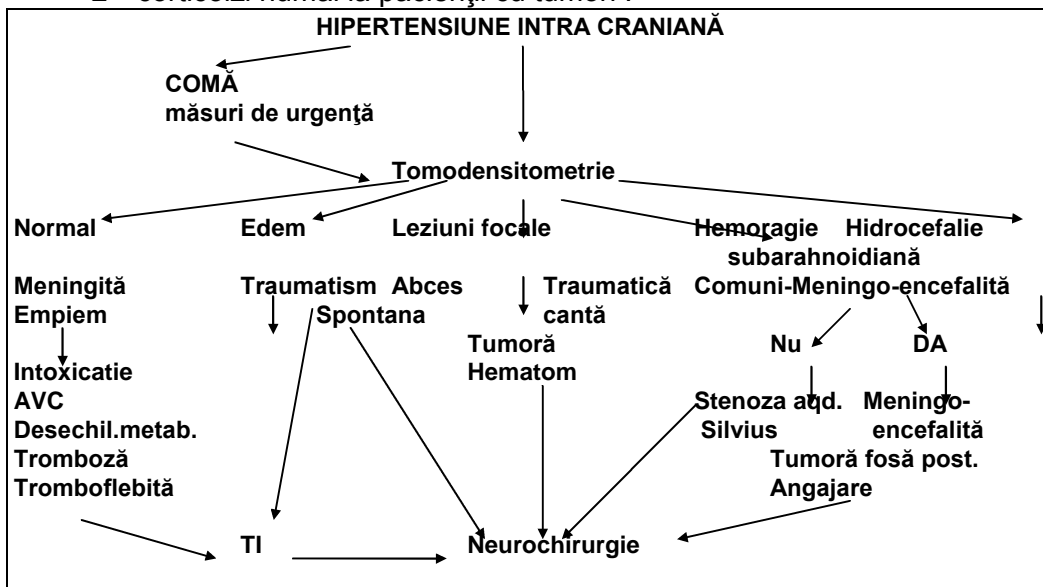 HIPERTENSIUNE INTRA CRANIANĂ
COMĂ
măsuri de urgenţă
Tomodensitometrie
Normal Edem Leziuni focale Hemoragie Hidrocefalie
subarahnoidiană
Meningită Traumatism Abces Traumatică Comuni-Meningo-encefalită
Empiem Spontana cantă
Tumoră Nu DA
Intoxicatie Hematom
AVC Stenoza aqd. Meningo-
Desechil.metab. Silvius encefalită
Tromboză Tumoră fosă post.
Tromboflebită Angajare
TI Neurochirurgie